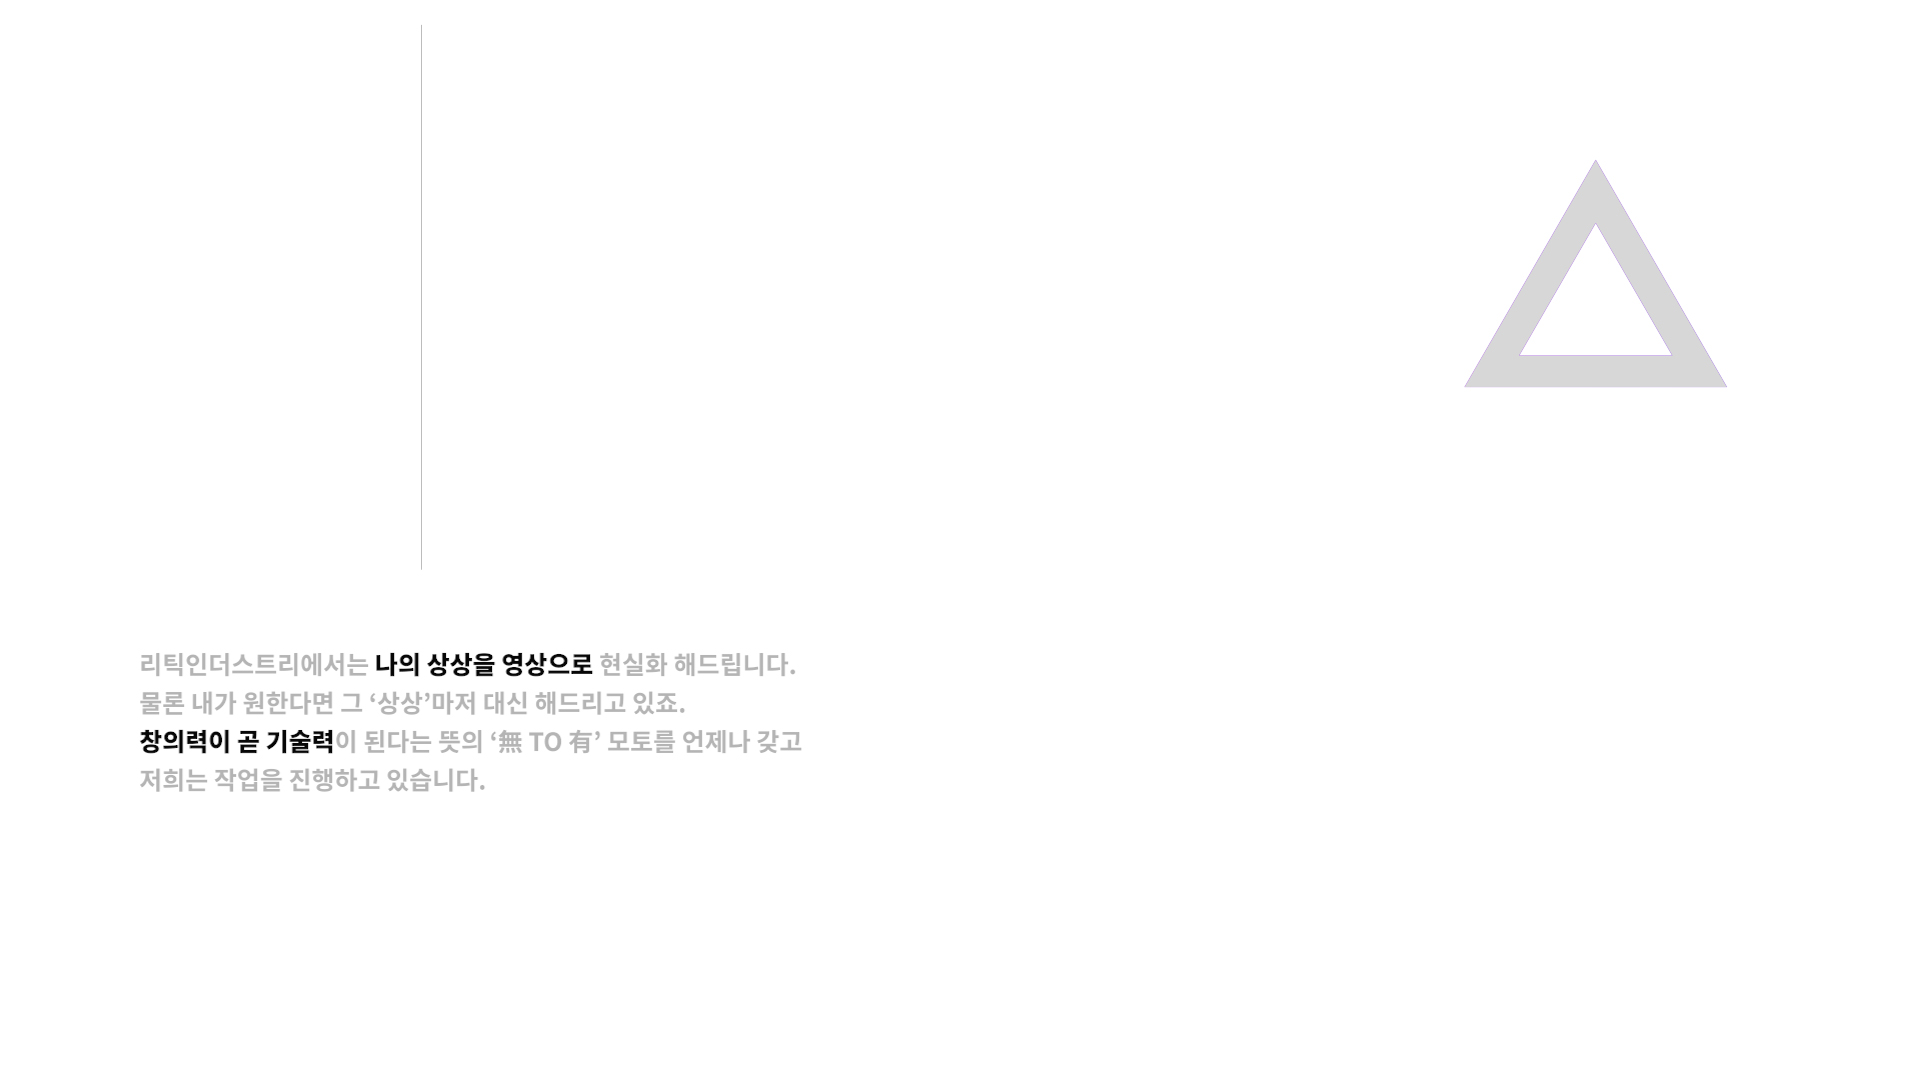 리틱인더스트리에서는 나의 상상을 영상으로 현실화 해드립니다.
물론 내가 원한다면 그 ‘상상’마저 대신 해드리고 있죠.
창의력이 곧 기술력이 된다는 뜻의 ‘無 TO 有’ 모토를 언제나 갖고
저희는 작업을 진행하고 있습니다.